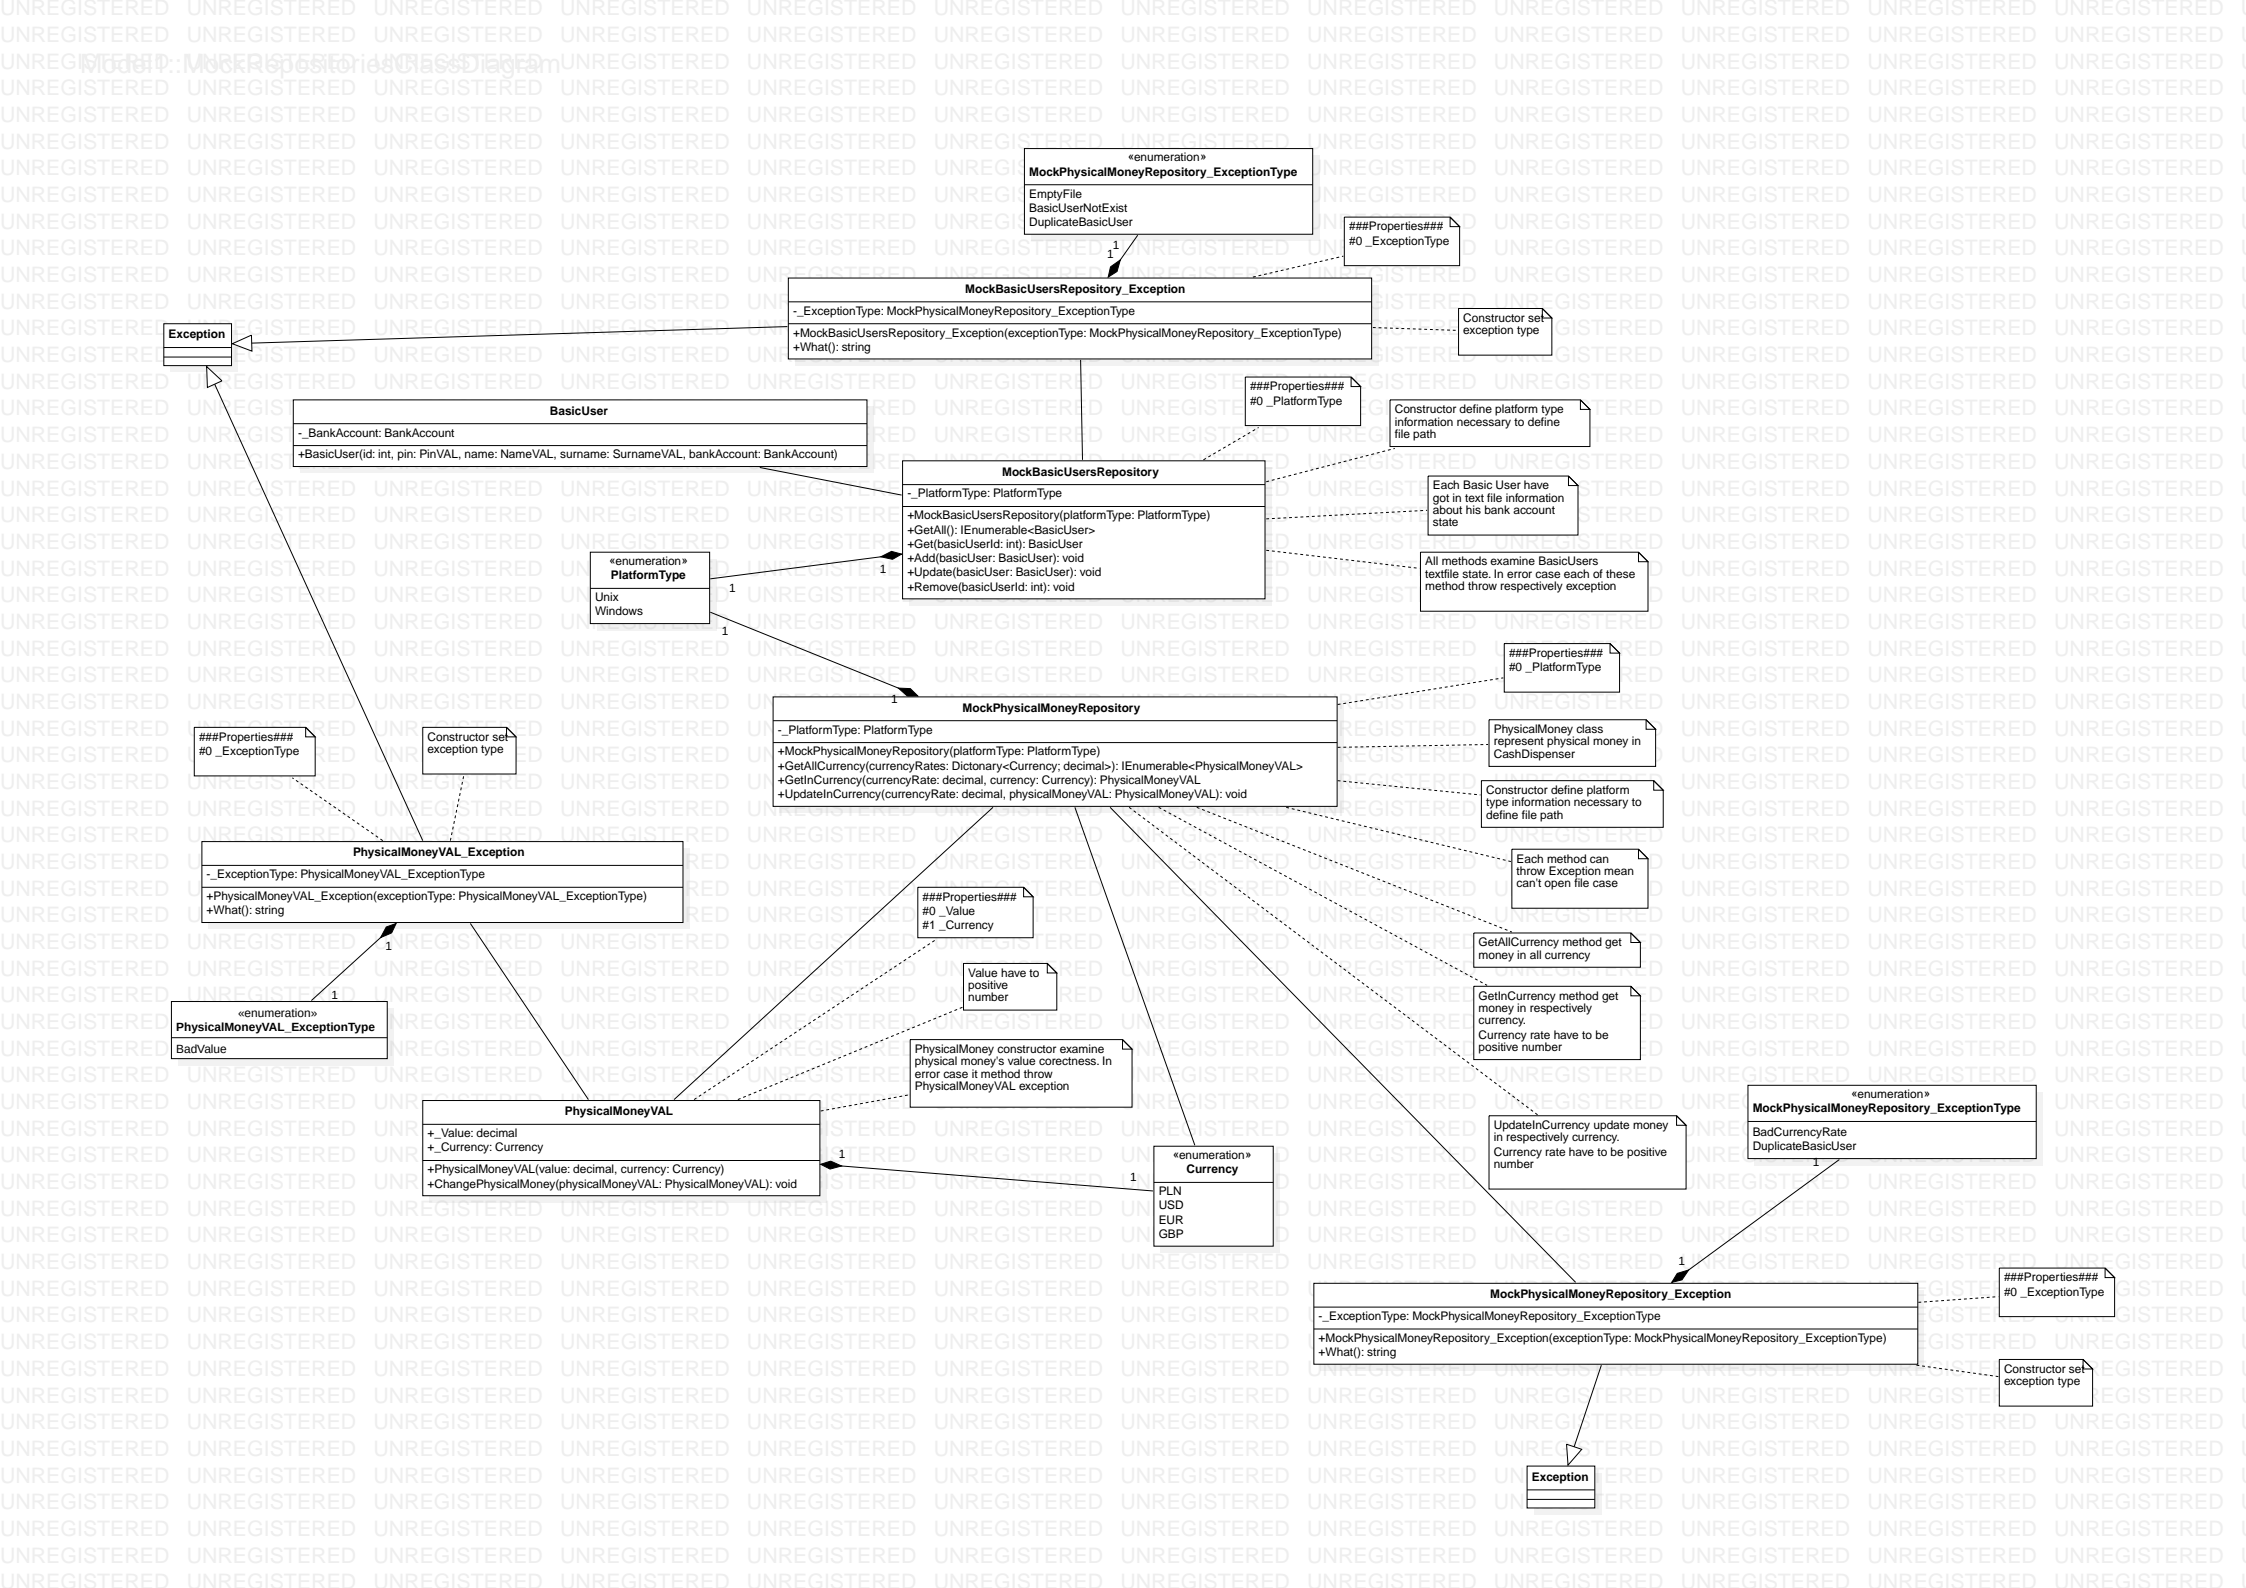 Model1::MockRepositoriesClassDiagram
«enumeration»
MockPhysicalMoneyRepository_ExceptionType
EmptyFile
BasicUserNotExist
DuplicateBasicUser
1
1
###Properties###
#0 _ExceptionType
MockBasicUsersRepository_Exception
-_ExceptionType: MockPhysicalMoneyRepository_ExceptionType
+MockBasicUsersRepository_Exception(exceptionType: MockPhysicalMoneyRepository_ExceptionType)
+What(): string
Constructor set
exception type
Exception
###Properties###
#0 _PlatformType
BasicUser
-_BankAccount: BankAccount
+BasicUser(id: int, pin: PinVAL, name: NameVAL, surname: SurnameVAL, bankAccount: BankAccount)
Constructor define platform type
information necessary to define
file path
MockBasicUsersRepository
-_PlatformType: PlatformType
+MockBasicUsersRepository(platformType: PlatformType)
+GetAll(): IEnumerable<BasicUser>
+Get(basicUserId: int): BasicUser
+Add(basicUser: BasicUser): void
+Update(basicUser: BasicUser): void
+Remove(basicUserId: int): void
Each Basic User have
got in text file information
about his bank account
state
All methods examine BasicUsers
textfile state. In error case each of these
method throw respectively exception
«enumeration»
PlatformType
Unix
Windows
1
1
1
1
###Properties###
#0 _PlatformType
MockPhysicalMoneyRepository
-_PlatformType: PlatformType
+MockPhysicalMoneyRepository(platformType: PlatformType)
+GetAllCurrency(currencyRates: Dictonary<Currency; decimal>): IEnumerable<PhysicalMoneyVAL>
+GetInCurrency(currencyRate: decimal, currency: Currency): PhysicalMoneyVAL
+UpdateInCurrency(currencyRate: decimal, physicalMoneyVAL: PhysicalMoneyVAL): void
PhysicalMoney class
represent physical money in
CashDispenser
Constructor define platform
type information necessary to
define file path
Each method can
throw Exception mean
can't open file case
GetAllCurrency method get
money in all currency
GetInCurrency method get
money in respectively
currency.
Currency rate have to be
positive number
UpdateInCurrency update money
in respectively currency.
Currency rate have to be positive
number
###Properties###
#0 _ExceptionType
Constructor set
exception type
PhysicalMoneyVAL_Exception
-_ExceptionType: PhysicalMoneyVAL_ExceptionType
+PhysicalMoneyVAL_Exception(exceptionType: PhysicalMoneyVAL_ExceptionType)
+What(): string
1
1
«enumeration»
PhysicalMoneyVAL_ExceptionType
BadValue
###Properties###
#0 _Value
#1 _Currency
Value have to
positive
number
PhysicalMoney constructor examine
physical money's value corectness. In
error case it method throw
PhysicalMoneyVAL exception
PhysicalMoneyVAL
+_Value: decimal
+_Currency: Currency
+PhysicalMoneyVAL(value: decimal, currency: Currency)
+ChangePhysicalMoney(physicalMoneyVAL: PhysicalMoneyVAL): void
1
1
«enumeration»
Currency
PLN
USD
EUR
GBP
«enumeration»
MockPhysicalMoneyRepository_ExceptionType
BadCurrencyRate
DuplicateBasicUser
1
1
MockPhysicalMoneyRepository_Exception
-_ExceptionType: MockPhysicalMoneyRepository_ExceptionType
+MockPhysicalMoneyRepository_Exception(exceptionType: MockPhysicalMoneyRepository_ExceptionType)
+What(): string
###Properties###
#0 _ExceptionType
Constructor set
exception type
Exception